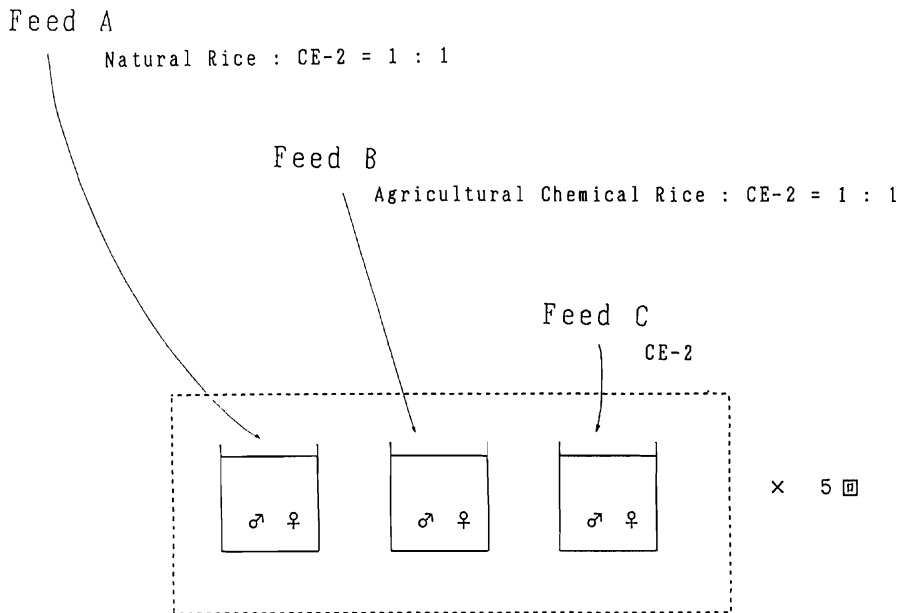 Feed A
Natural Rice : CE-2 = 1 : 1
Feed B
Agricultural Chemical Rice : CE-2 = 1 : 1
Feed C
CE-2
♂ ♀ ♂ ♀ ♂ ♀ × 5回